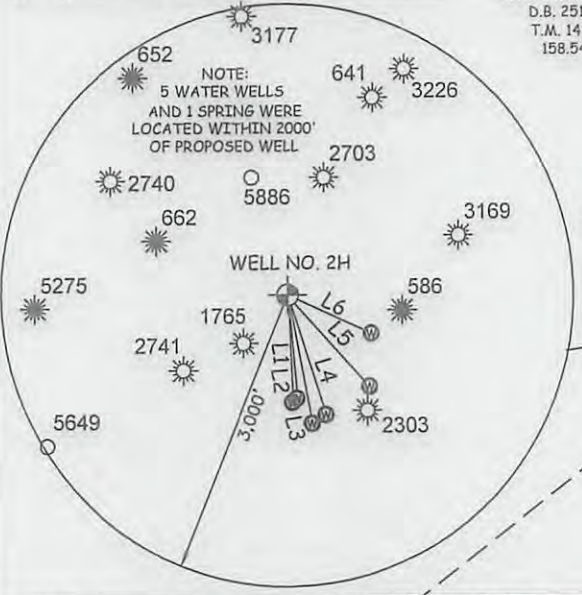 D.B. 251
T.M. 14
158.54
3177
652
NOTE:
5 WATER WELLS
AND 1 SPRING WERE
LOCATED WITHIN 2000'
OF PROPOSED WELL
641
3226
2740
5886
2703
662
3169
WELL NO. 2H
5275
586
1765
L6
L5
2741
L1
L2
L4
L3
2303
3,000'
5649
W
W
W
W